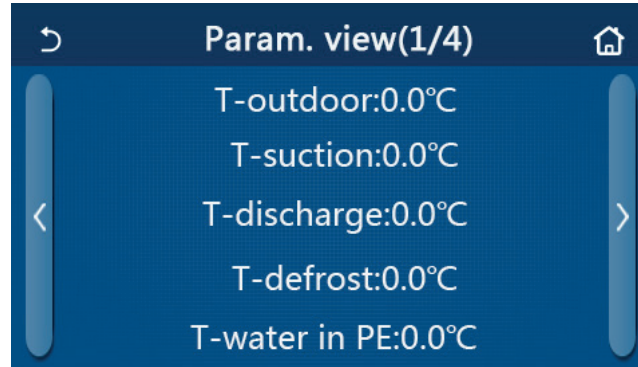 Param. view(1/4)
T-outdoor:0.0℃
T-suction:0.0℃
T-discharge:0.0℃
T-defrost:0.0℃
T-water in PE:0.0℃